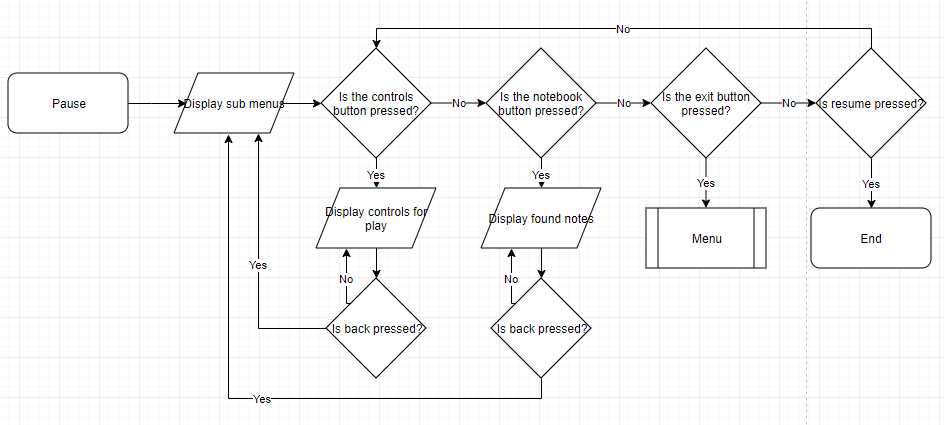 No
Pause
Display sub menus
Is the controls
button pressed?
No
Is the notebook
button pressed?
No
Is the exit button
pressed?
No
Is resume pressed?
Yes
Yes
Yes
Yes
Display controls for
play
Display found notes
Menu
End
Yes
No
No
Is back pressed?
Is back pressed?
Yes